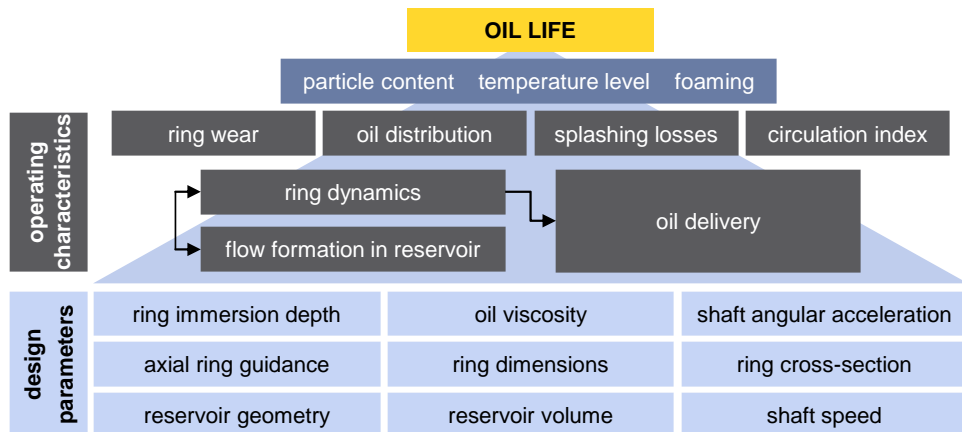 OIL LIFE
particle content temperature level foaming
operating
characteristics
ring wear
oil distribution
splashing losses
circulation index
ring dynamics
flow formation in reservoir
oil delivery
design
parameters
ring immersion depth
oil viscosity
shaft angular acceleration
axial ring guidance
ring dimensions
ring cross-section
reservoir geometry
reservoir volume
shaft speed